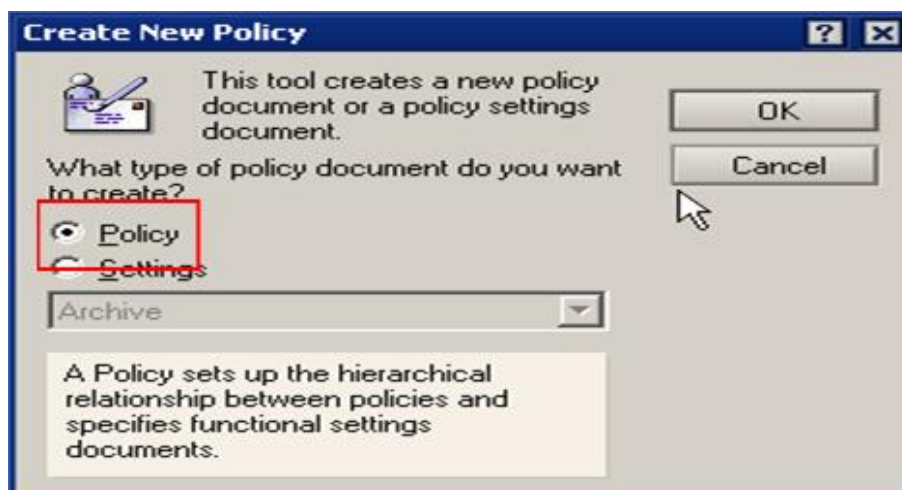 Create New Policy
This tool creates a new policy
document or a policy settings
document.
OK
Cancel
What type of policy document do you want
to create?
Policy
Settings
Archive
A Policy sets up the hierarchical
relationship between policies and
specifies functional settings
documents.